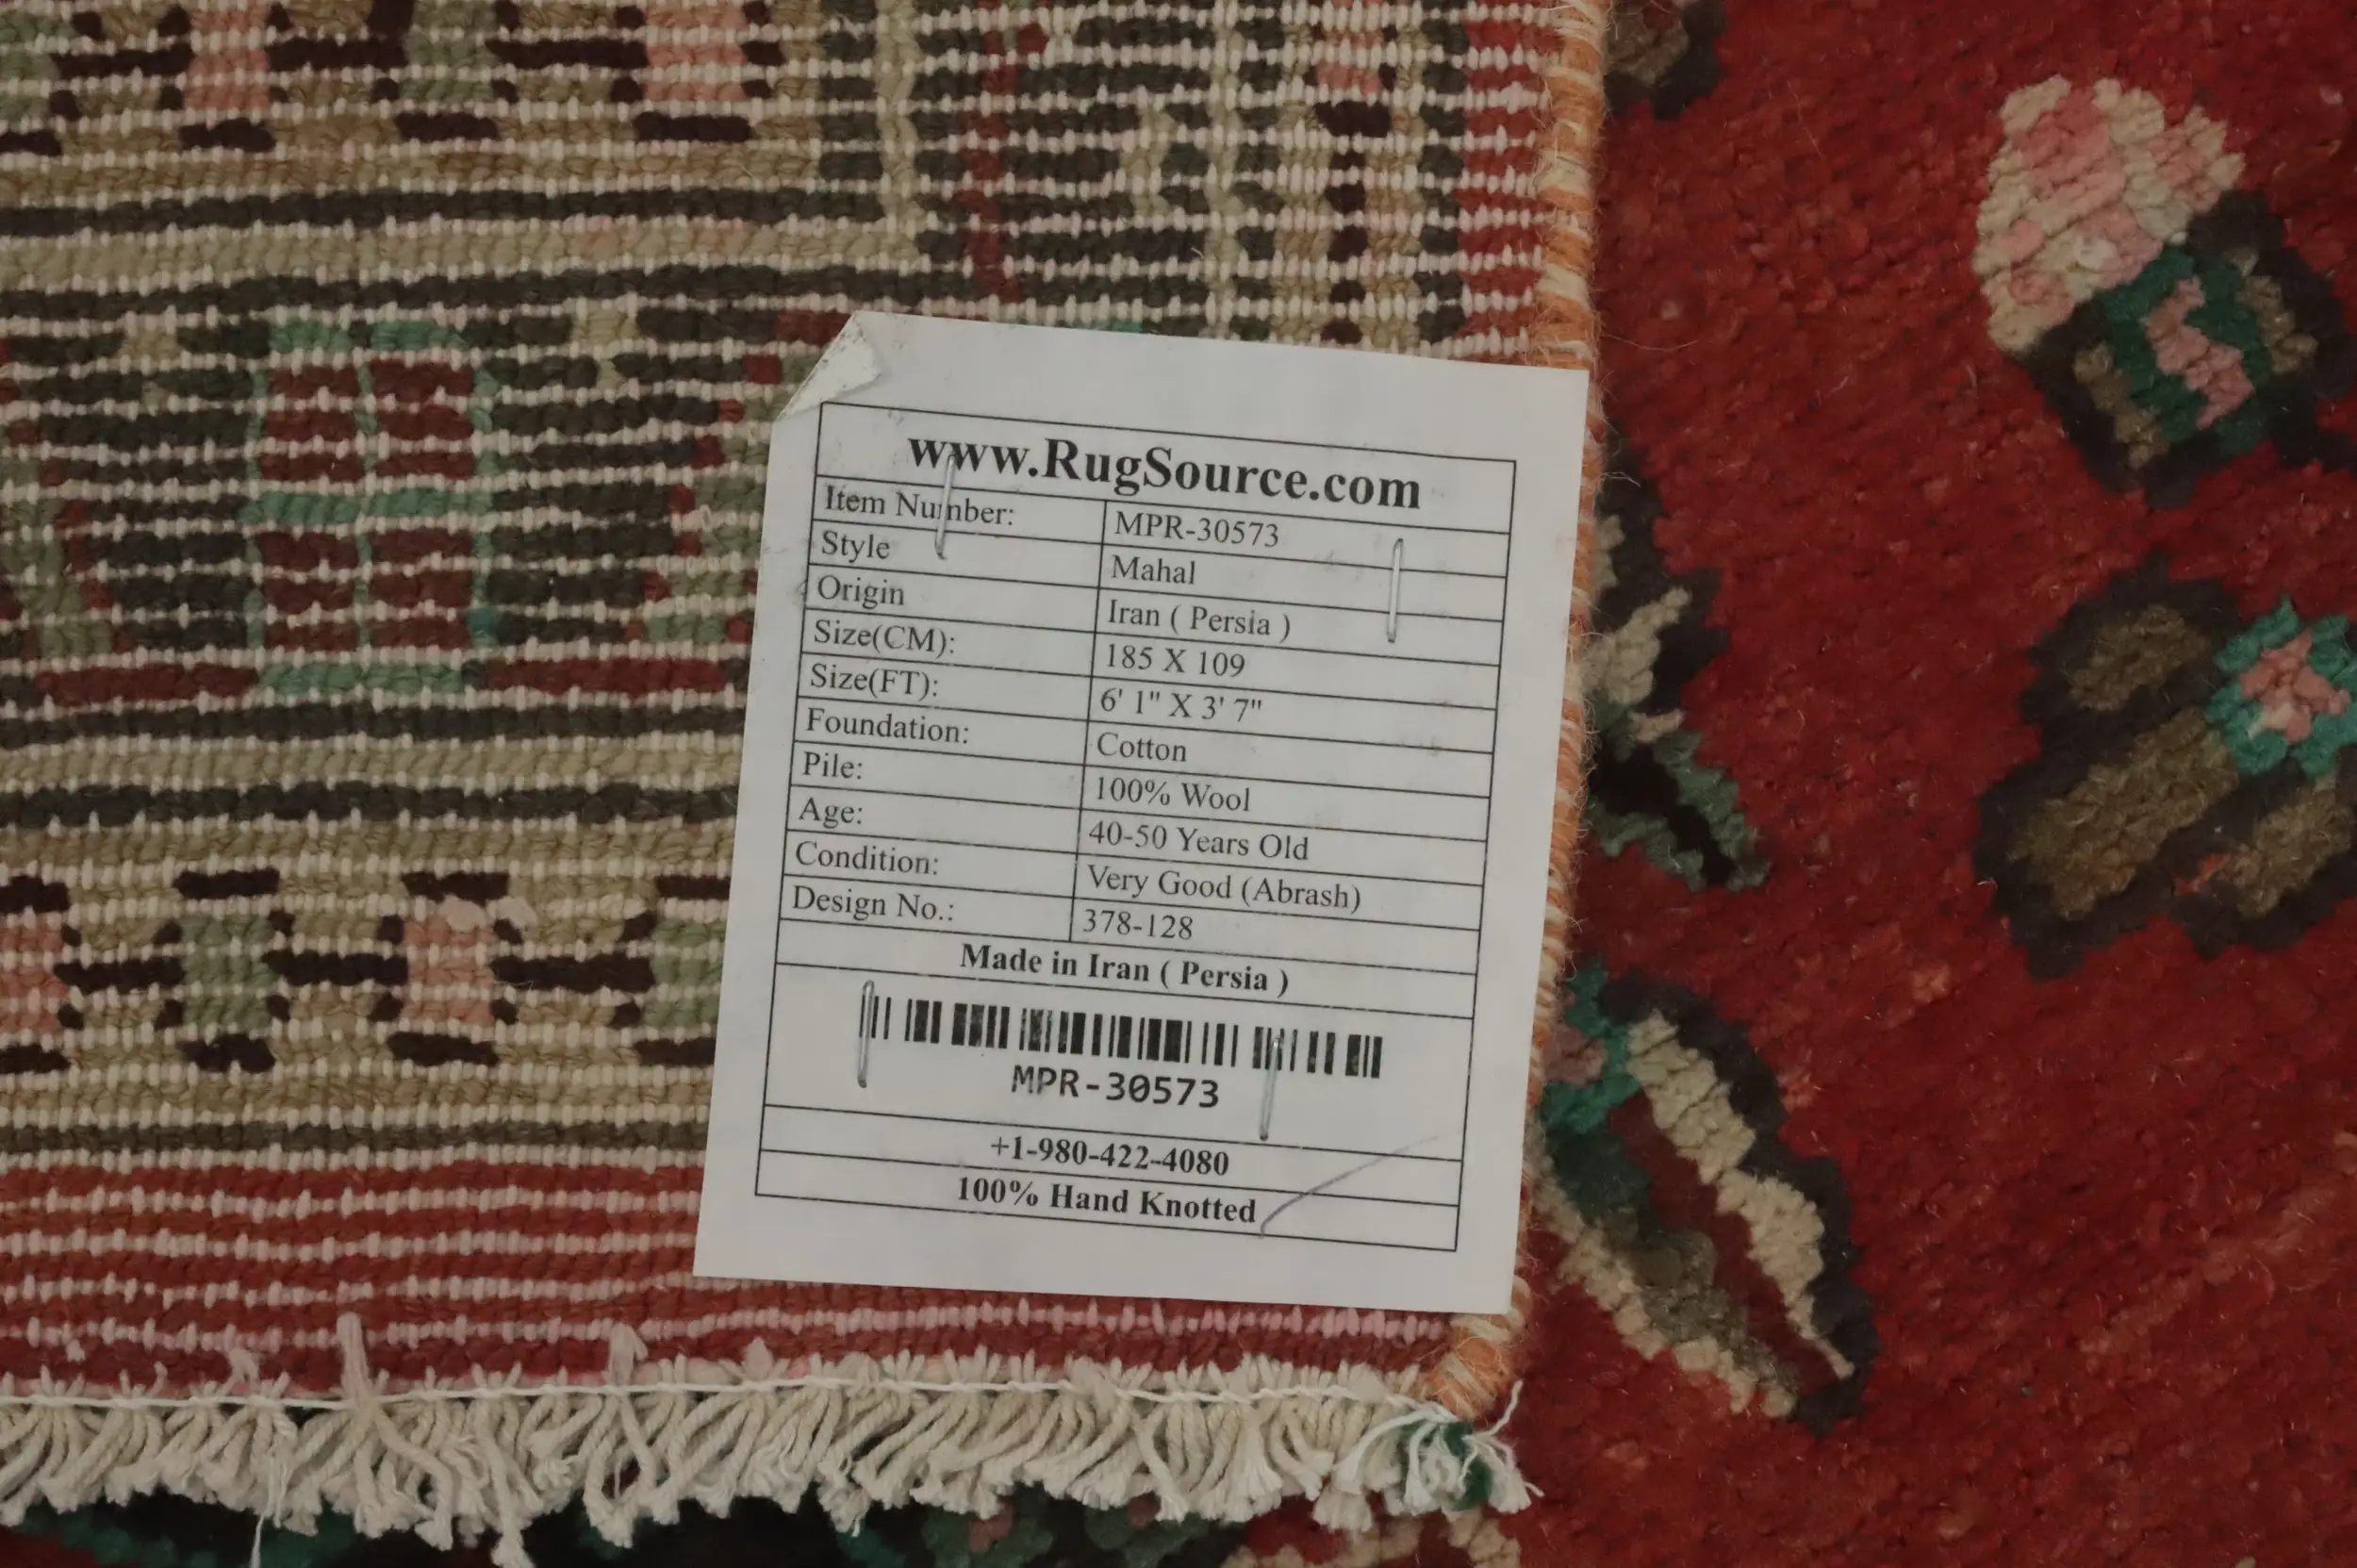 www.RugSource.com
Item Number: MPR-30573
Style Mahal
Origin Iran ( Persia )
Size(CM): 185 X 109
Size(FT): 6' 1" X 3' 7"
Foundation: Cotton
Pile: 100% Wool
Age: 40-50 Years Old
Condition: Very Good (Abrash)
Design No.: 378-128
Made in Iran ( Persia )
MPR-30573
+1-980-422-4080
100% Hand Knotted